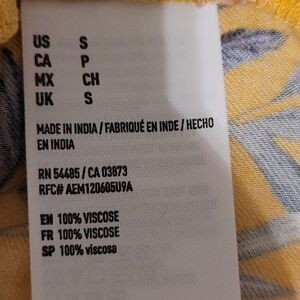 US S
CA P
MX CH
UK S
MADE IN INDIA / FABRIQUÉ EN INDE / HECHO
EN INDIA
RN 54485 / CA 03873
RFC# AEM120605U9A
EN 100% VISCOSE
FR 100% VISCOSE
SP 100% viscosa